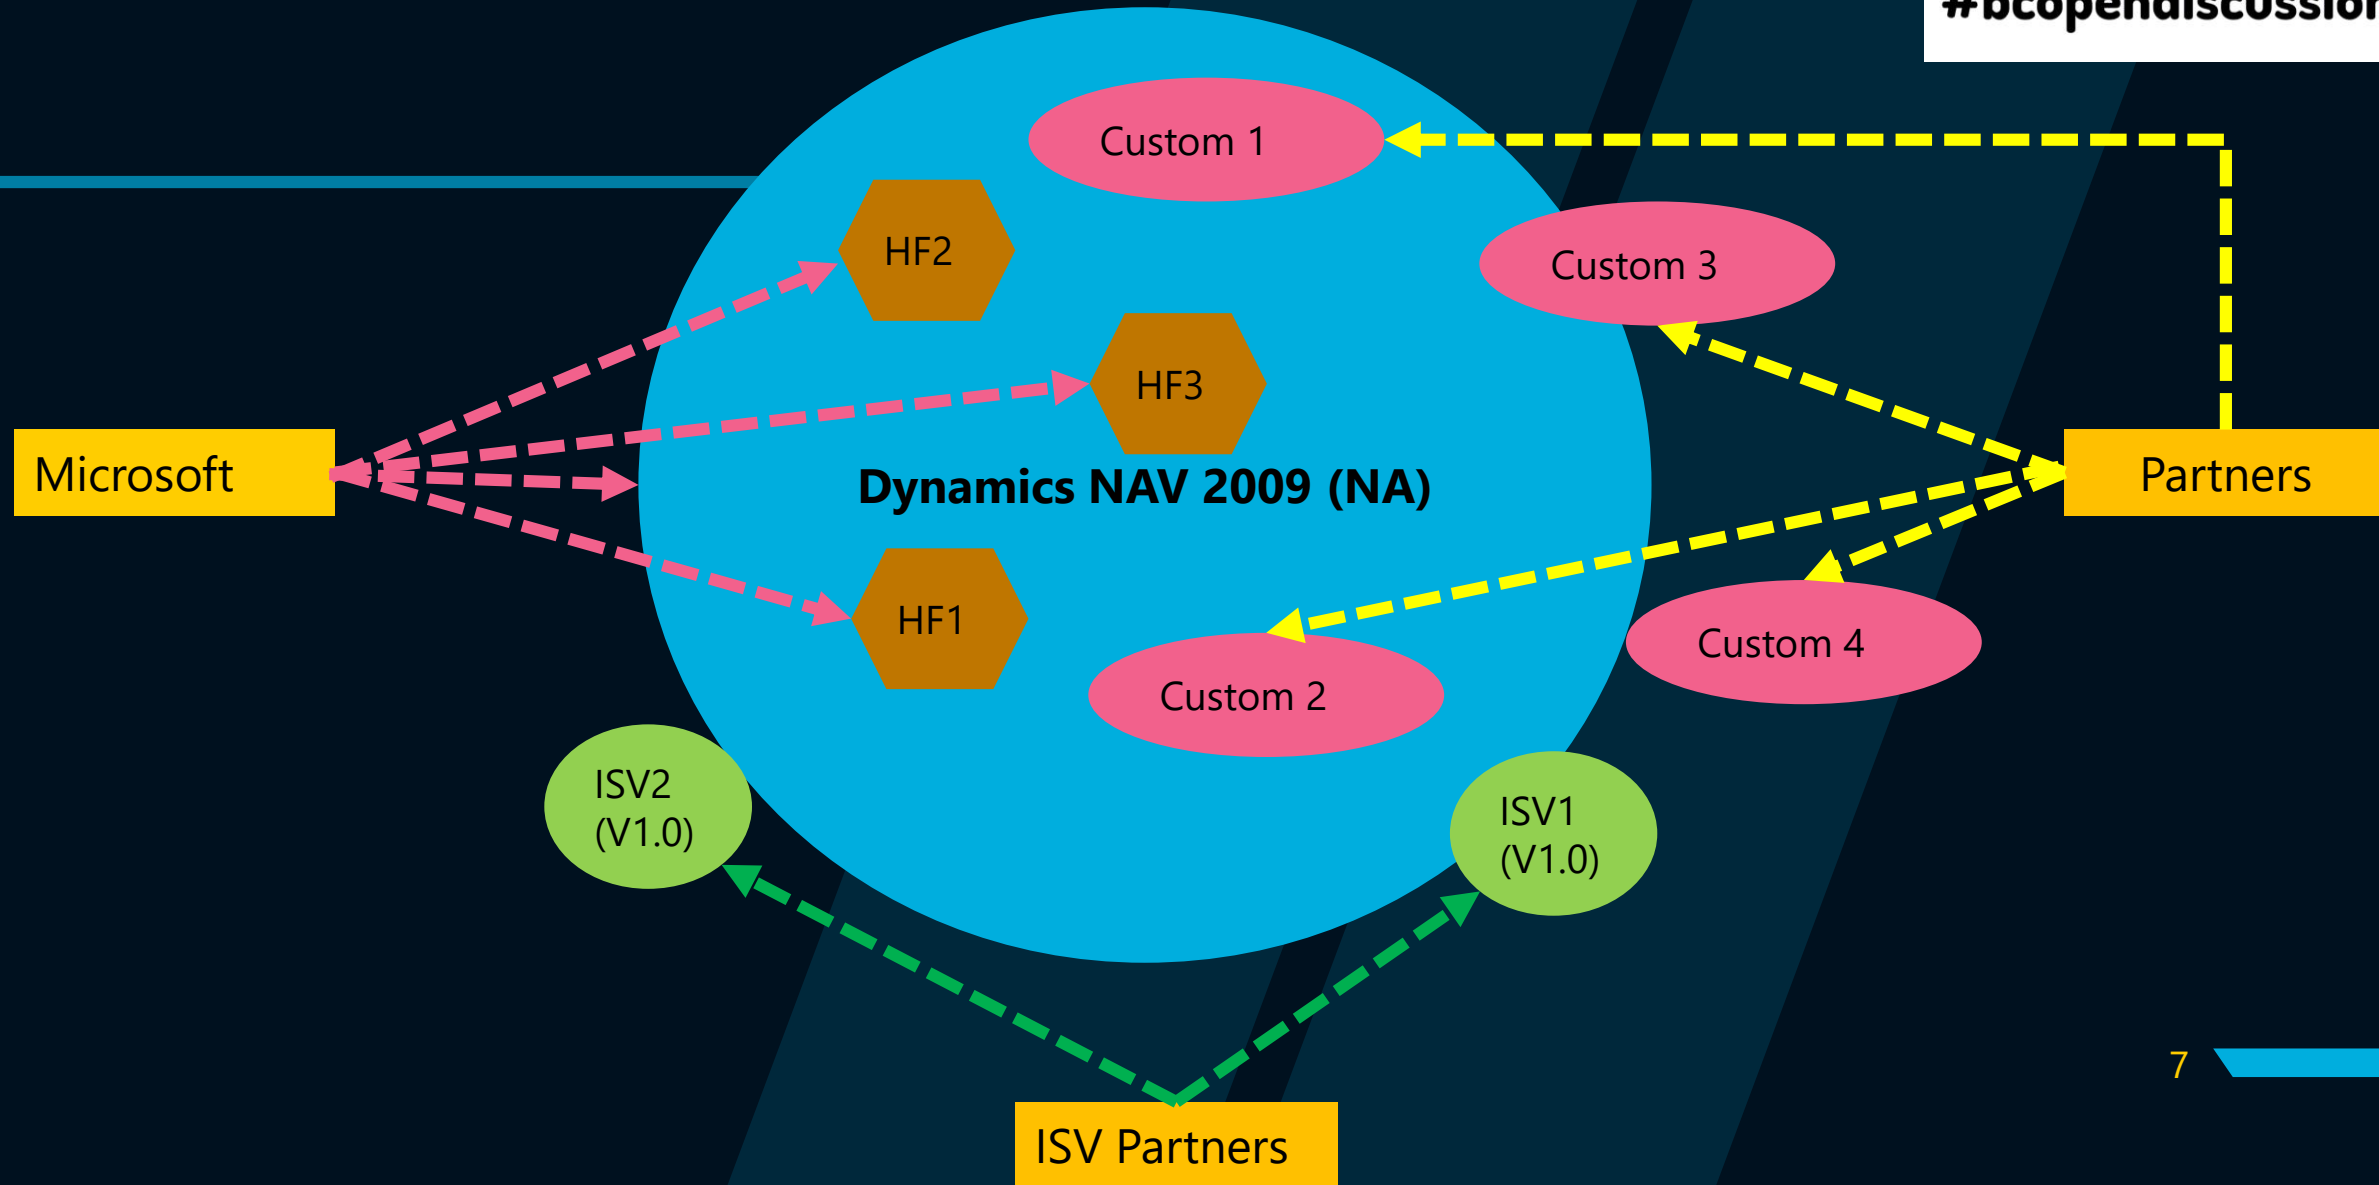 #bcopendiscussion
Custom 1
HF2
Custom 3
HF3
Microsoft
Dynamics NAV 2009 (NA)
Partners
HF1
Custom 2
Custom 4
ISV2
(V1.0)
ISV1
(V1.0)
7
ISV Partners